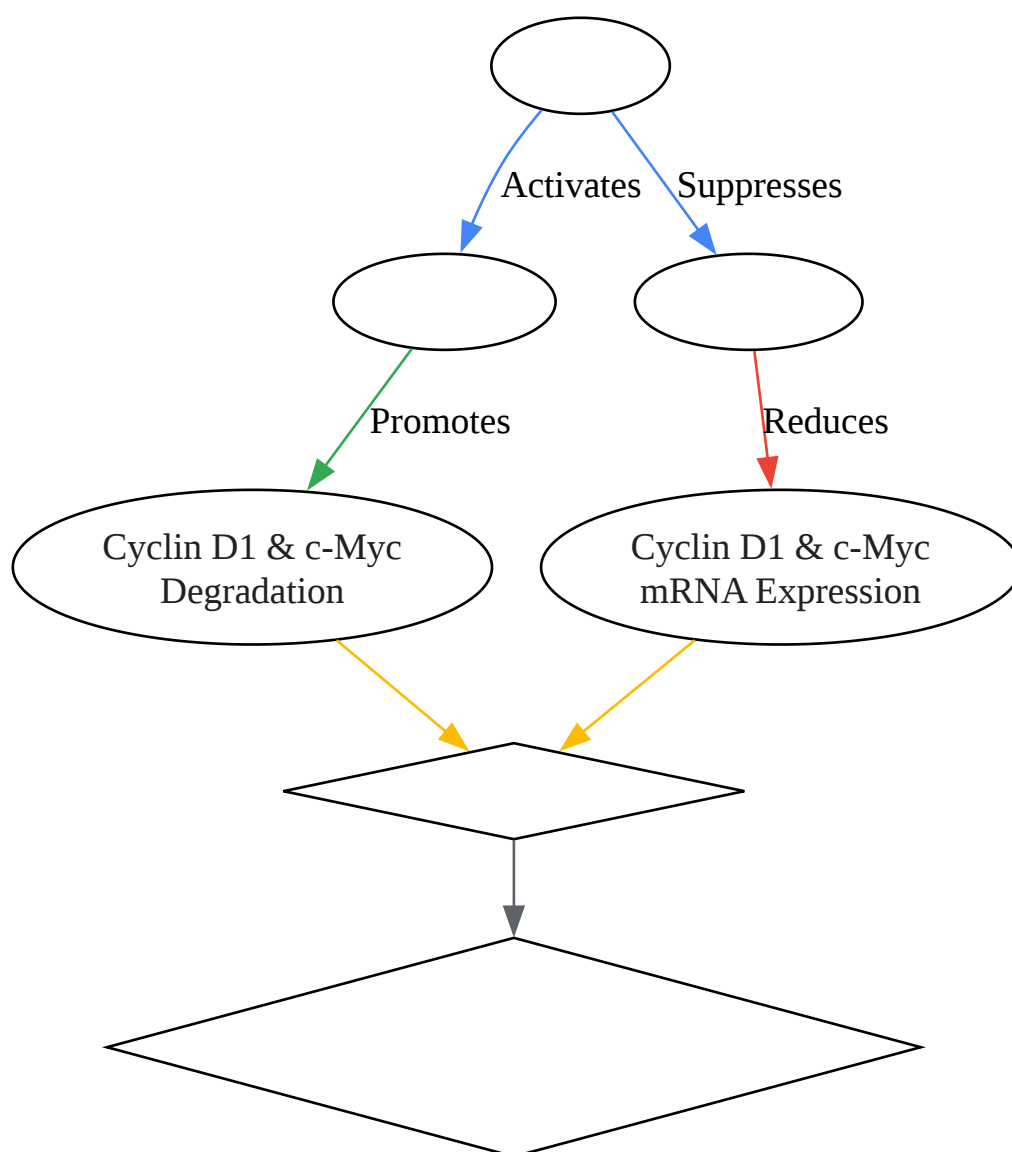 Activates
Suppresses
Promotes
Reduces
Cyclin D1 & c-Myc
Degradation
Cyclin D1 & c-Myc
mRNA Expression